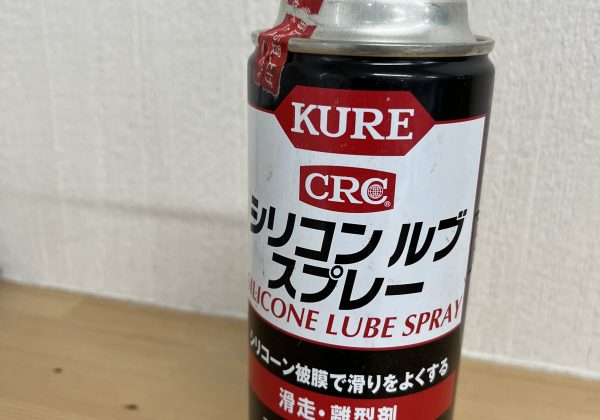 KURE
CRC®
シリコン ルブ
スプレー
SILICONE LUBE SPRAY
シリコーン被膜で滑りをよくする
滑走・離型剤